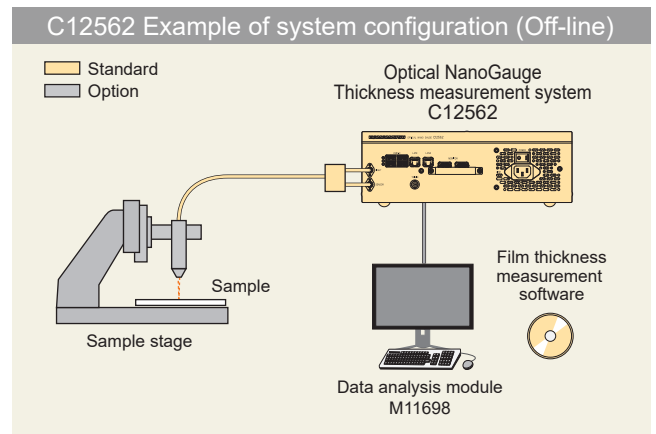 C12562 Example of system configuration (Off-line)
Standard
Option
Optical NanoGauge
Thickness measurement system
C12562
Sample
Sample stage
Film thickness
measurement
software
Data analysis module
M11698